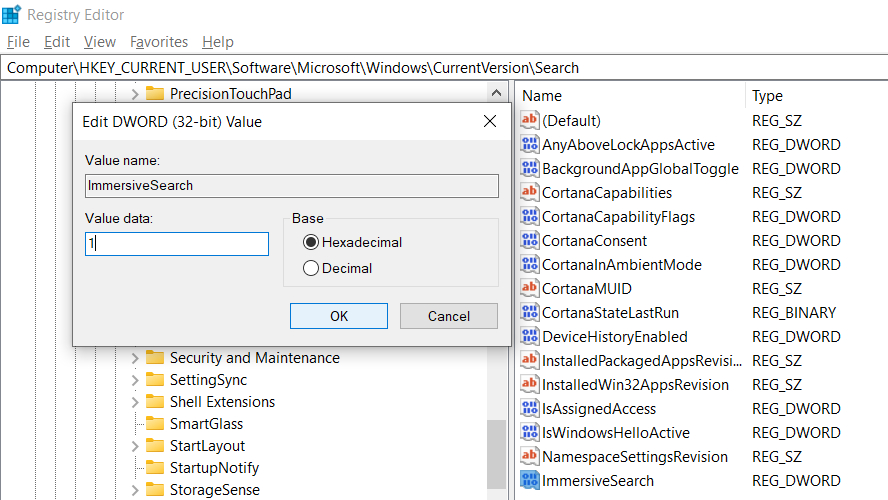 Registry Editor
File Edit View Favorites Help
Computer\HKEY_CURRENT_USER\Software\Microsoft\Windows\CurrentVersion\Search
PrecisionTouchPad
Edit DWORD (32-bit) Value
Value name:
ImmersiveSearch
Value data:
1
Base
Hexadecimal
Decimal
OK Cancel
Security and Maintenance
SettingSync
Shell Extensions
SmartGlass
StartLayout
StartupNotify
StorageSense
Name Type
(Default) REG_SZ
AnyAboveLockAppsActive REG_DWORD
BackgroundAppGlobalToggle REG_DWORD
CortanaCapabilities REG_SZ
CortanaCapabilityFlags REG_DWORD
CortanaConsent REG_DWORD
CortanaInAmbientMode REG_DWORD
CortanaMUID REG_SZ
CortanaStateLastRun REG_BINARY
DeviceHistoryEnabled REG_DWORD
InstalledPackagedAppsRevisi... REG_SZ
InstalledWin32AppsRevision REG_SZ
IsAssignedAccess REG_DWORD
IsWindowsHelloActive REG_DWORD
NamespaceSettingsRevision REG_SZ
ImmersiveSearch REG_DWORD